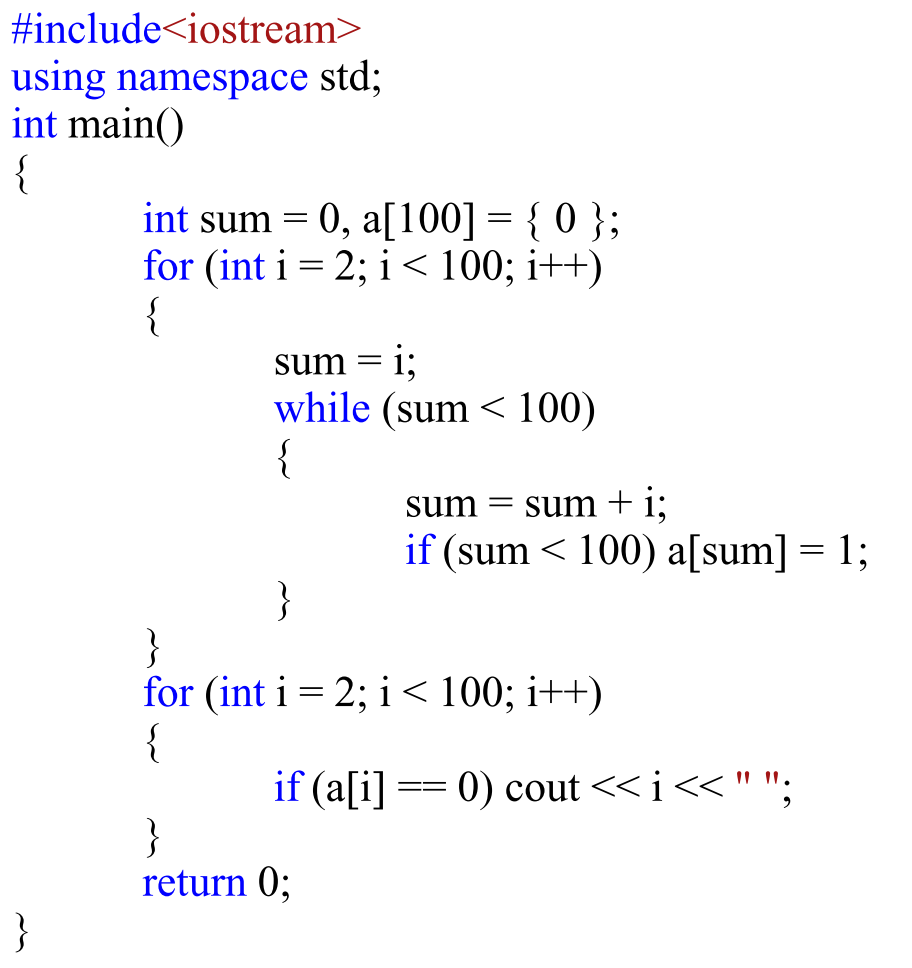 #include<iostream>
using namespace std;
int main()
{
int sum = 0, a[100] = { 0 };
for (int i = 2; i < 100; i++)
{
sum = i;
while (sum < 100)
{
sum = sum + i;
if (sum < 100) a[sum] = 1;
}
}
for (int i = 2; i < 100; i++)
{
if (a[i] == 0) cout << i << " ";
}
return 0;
}